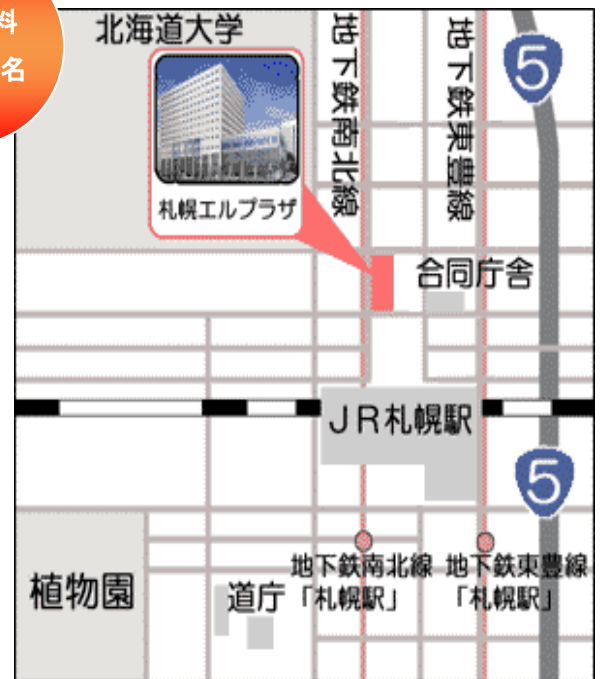 料
名
北海道大学
札幌エルプラザ
地下鉄南北線
地下鉄東豊線
5
合同庁舎
JR札幌駅
5
植物園
道庁
地下鉄南北線
「札幌駅」
地下鉄東豊線
「札幌駅」